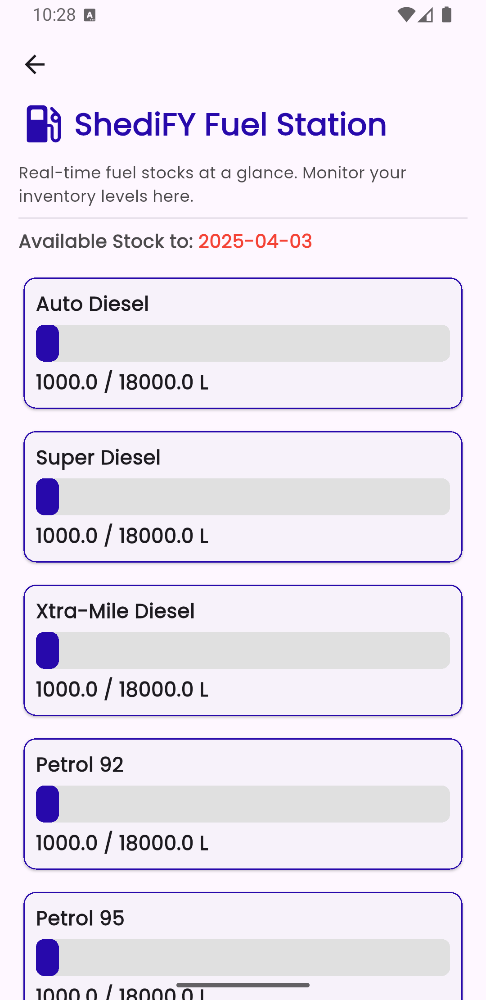 10:28
ShediFY Fuel Station
Real-time fuel stocks at a glance. Monitor your
inventory levels here.
Available Stock to: 2025-04-03
Auto Diesel
1000.0 / 18000.0 L
Super Diesel
1000.0 / 18000.0 L
Xtra-Mile Diesel
1000.0 / 18000.0 L
Petrol 92
1000.0 / 18000.0 L
Petrol 95
1000.0 / 18000.0 L